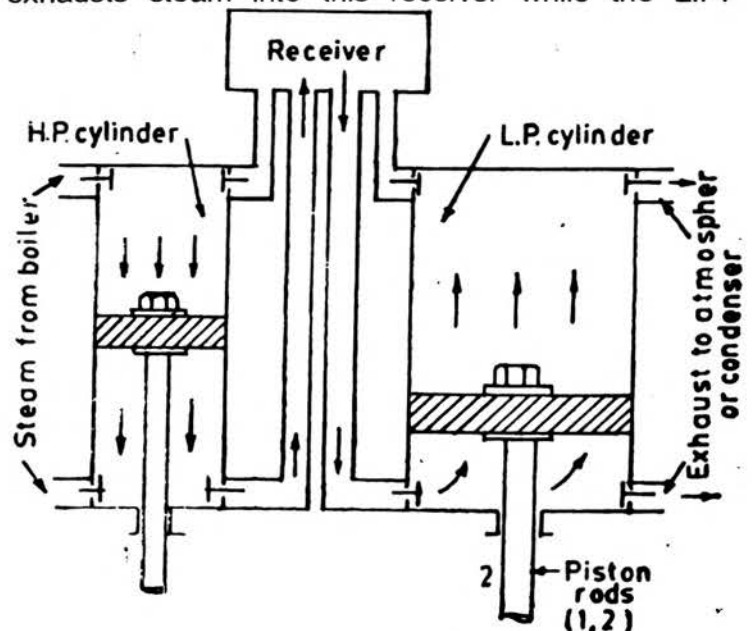 exhausts steam into this receiver while the L.P.
Receiver
H.P. cylinder
L.P. cylinder
Steam from boiler
Exhaust to atmospher
or condenser
2
Piston
rods
(1,2)